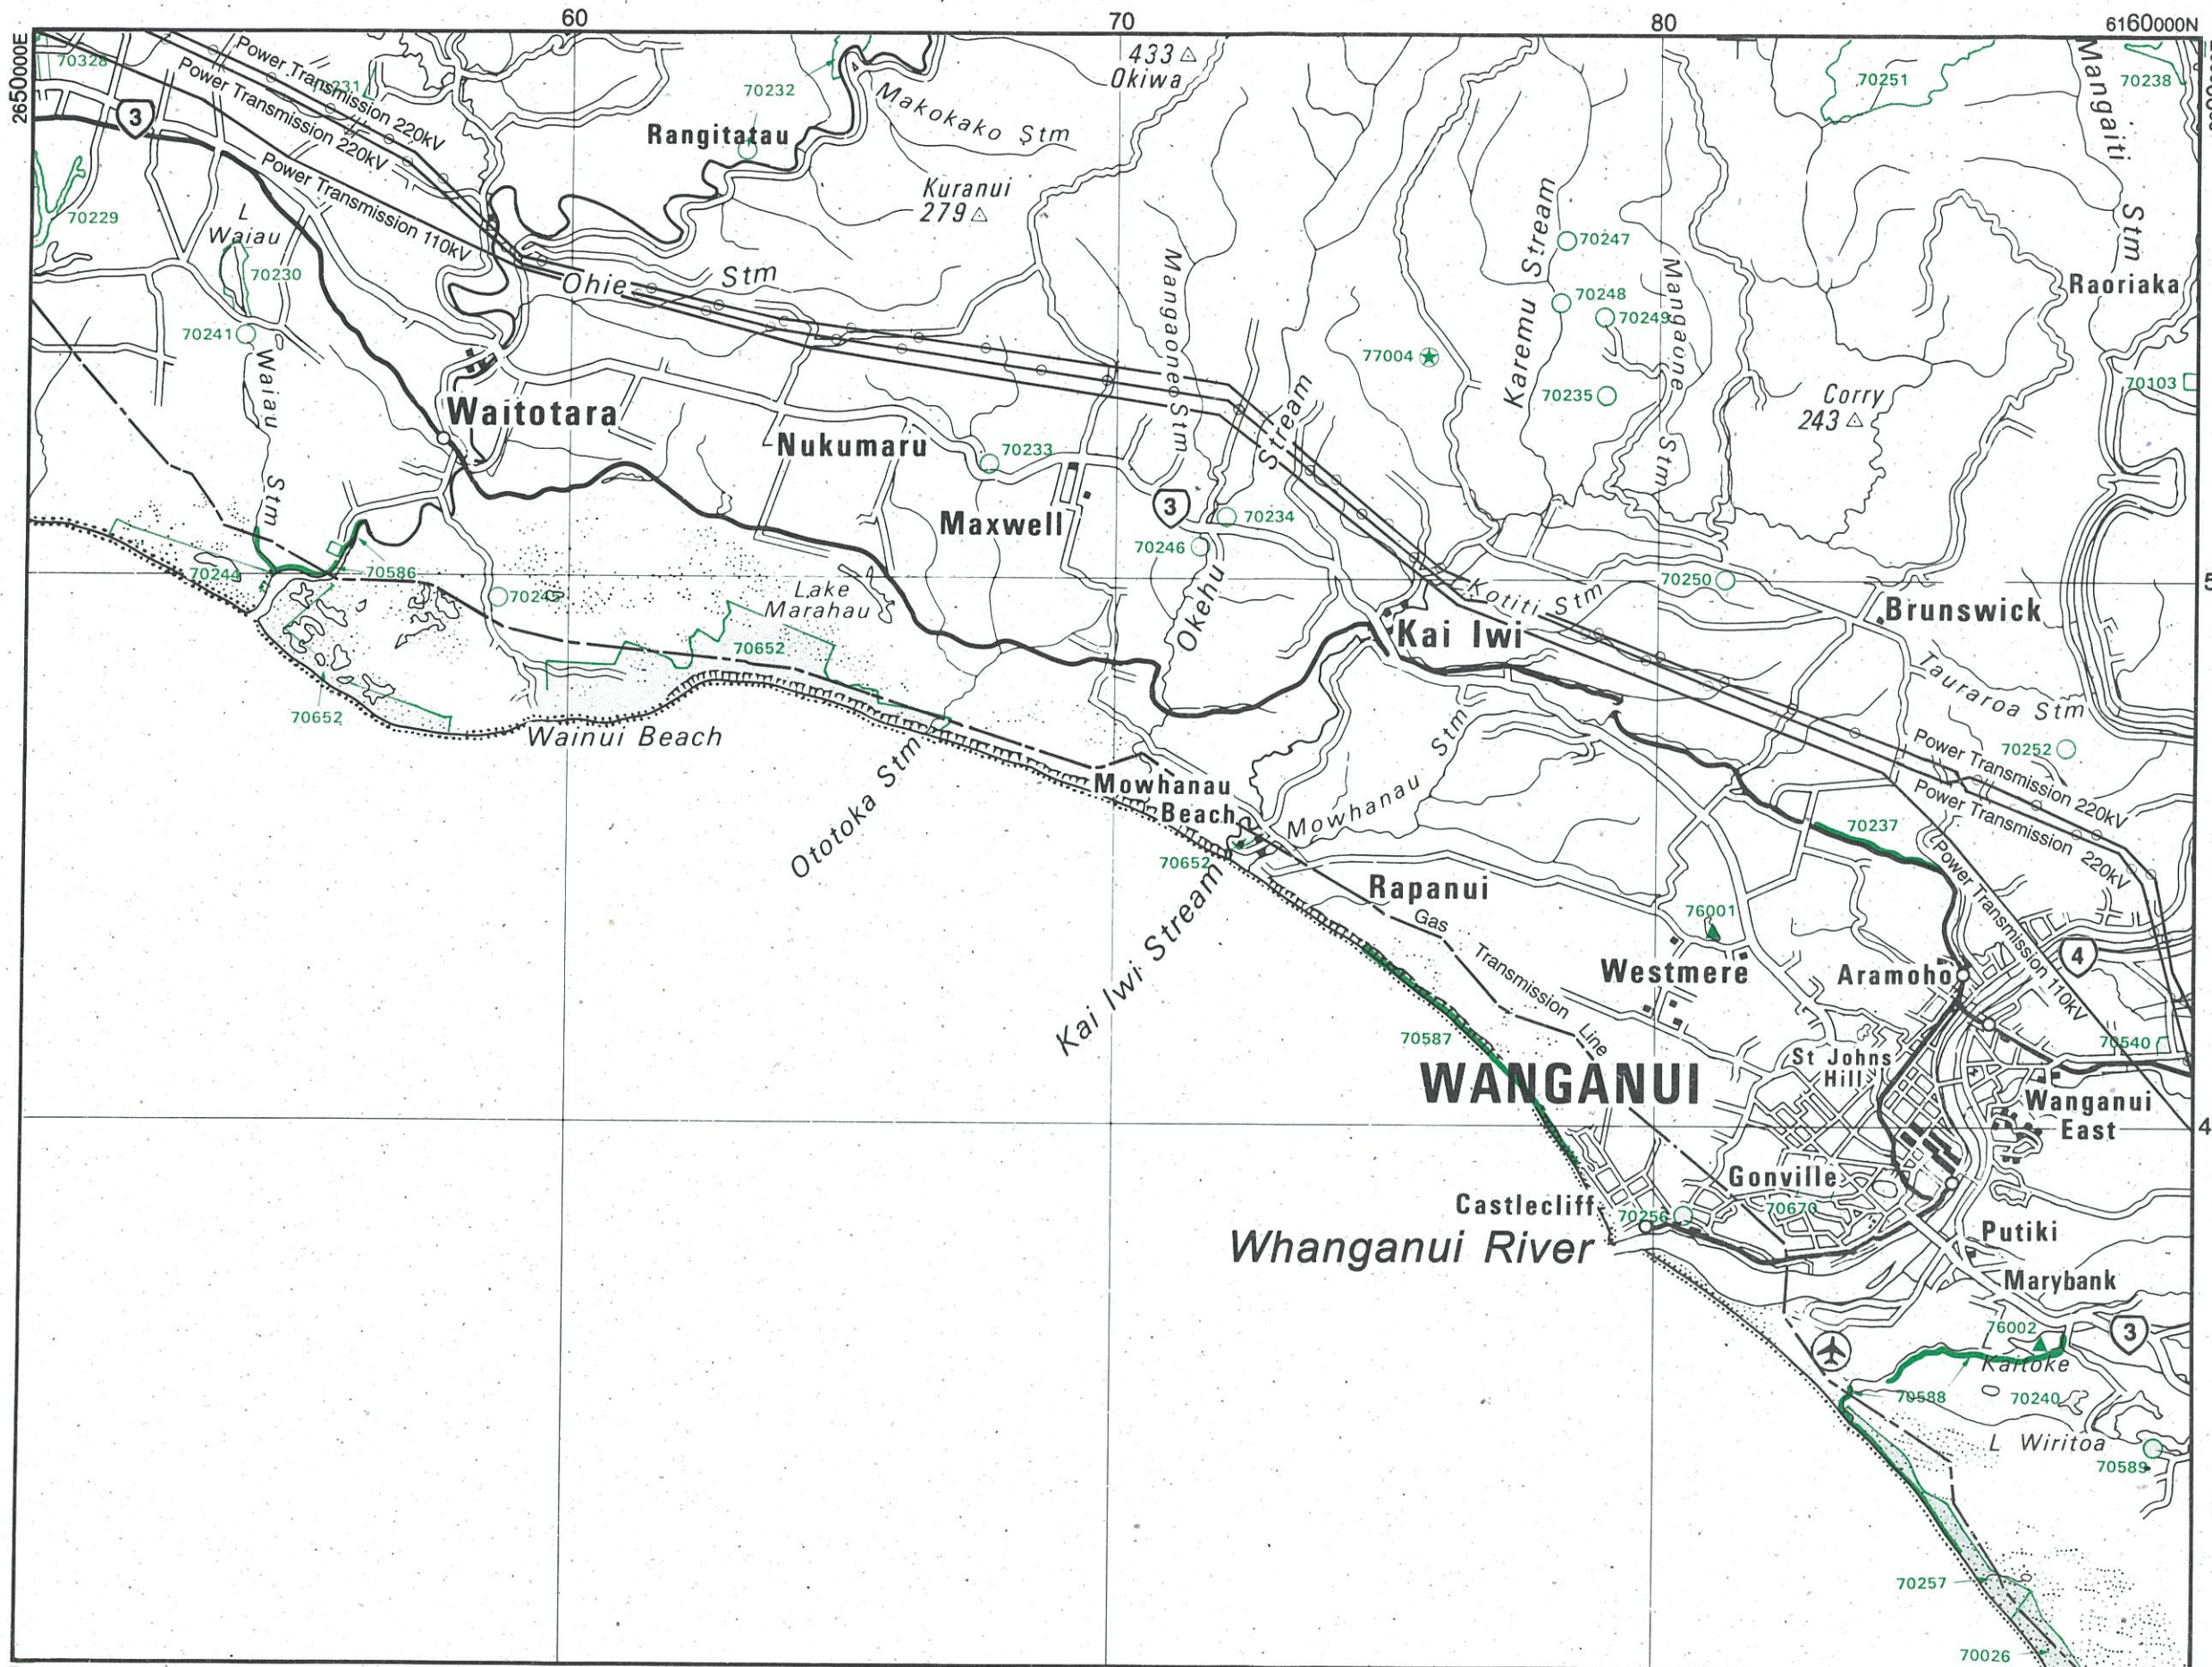 60
70
80
6160000N
2650000E
70328
Power Transmission 220kV
Power Transmission 220kV
Power Transmission 110kV
3
70232
Rangitatau
Makokako Stm
433
Okiwa
Kuranui
279
70251
Mangaiti Stm
70238
70229
L
Waiau
70230
70241
Waiau Stm
Ohie Stm
Mangaoneo Stm
Karemu Stream
70247
70248
70249
Mangaone Stm
77004
70235
Corry
243
Raoriaka
70103
Waitotara
Nukumaru
70233
Maxwell
3
70234
70246
Okehu Stream
70244
70586
70245
Lake
Marahau
70652
70652
Wainui Beach
Kotiti Stm
70250
Brunswick
5
Kai Iwi
Tauraroa Stm
70252
Ototoka Stm
Mowhanau
Beach
Mowhanau Stm
70652
Kai Iwi Stream
Power Transmission 220kV
Power Transmission 220kV
Power Transmission 110kV
70237
Rapanui
Gas Transmission Line
76001
Westmere
Aramoho
4
70587
70540
WANGANUI
St Johns
Hill
Wanganui
East
4
Gonville
70670
Castlecliff
70256
Whanganui River
Putiki
Marybank
3
76002
L
Kaitoke
70588
70240
L Wiritoa
70589
70257
70026